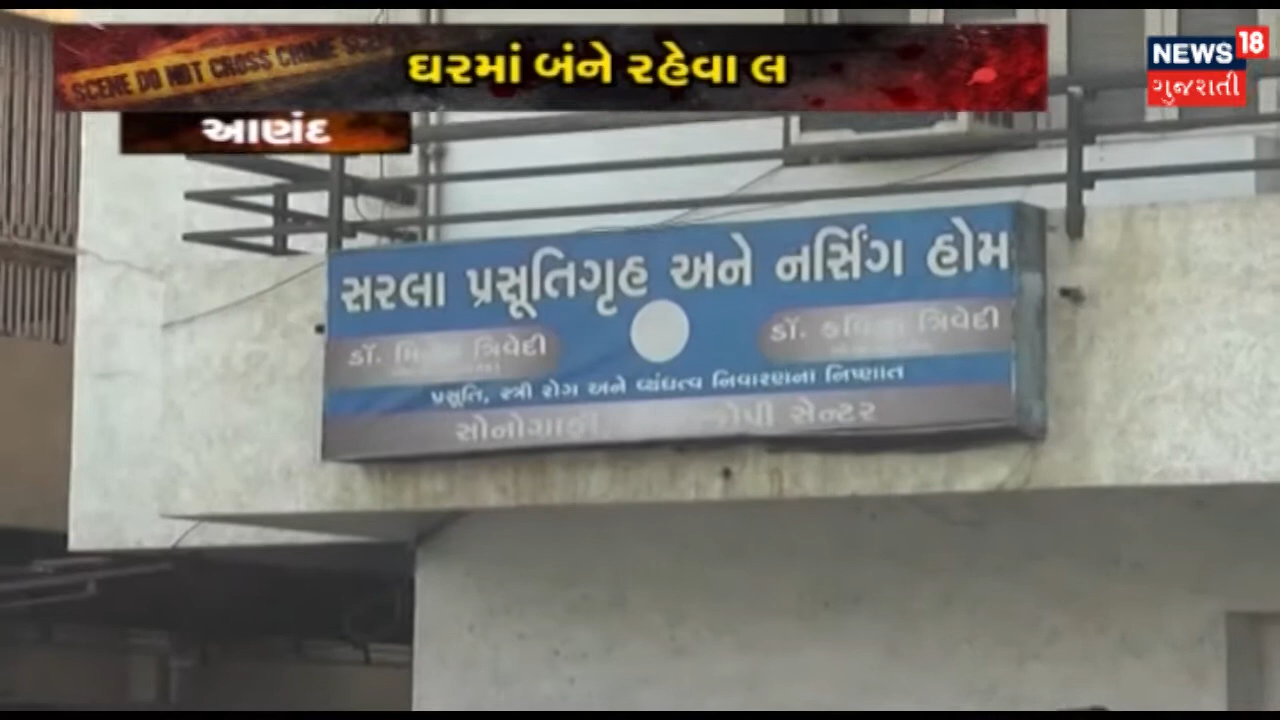 SCENE DO NOT CROSS CRIME SCE
ઘરમાં બંને રહેવા લ
NEWS 18
ગુજરાતી
આણંદ
સરલા પ્રસૂતિગૃહ અને નર્સિંગ હોમ
ડૉ. ત્રિવેદી
ડૉ. ત્રિવેદી
પ્રસૂતિ, સ્ત્રી રોગ અને વ્યંધત્વ નિવારણના નિષ્ણાત
સેન્ટર